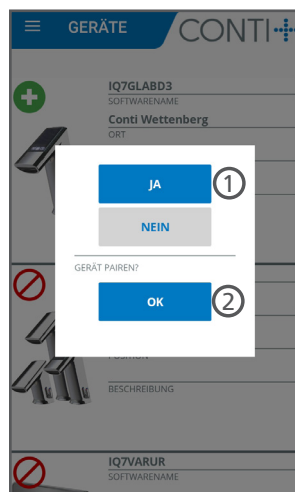 GERÄTE
CONTI+
IQ7GLABD3
SOFTWARENAME
Conti Wettenberg
ORT
JA
1
NEIN
GERÄT PAIREN?
OK
2
POSITION
BESCHREIBUNG
IQ7VARUR
SOFTWARENAME